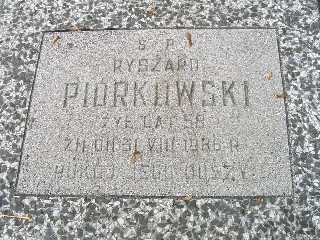 S P
RYSZARD
PIORKOWSKI
ŻYŁ LAT 58
ZM. DN. 31 VIII 1986 R.
POKÓJ JEGO DUSZY